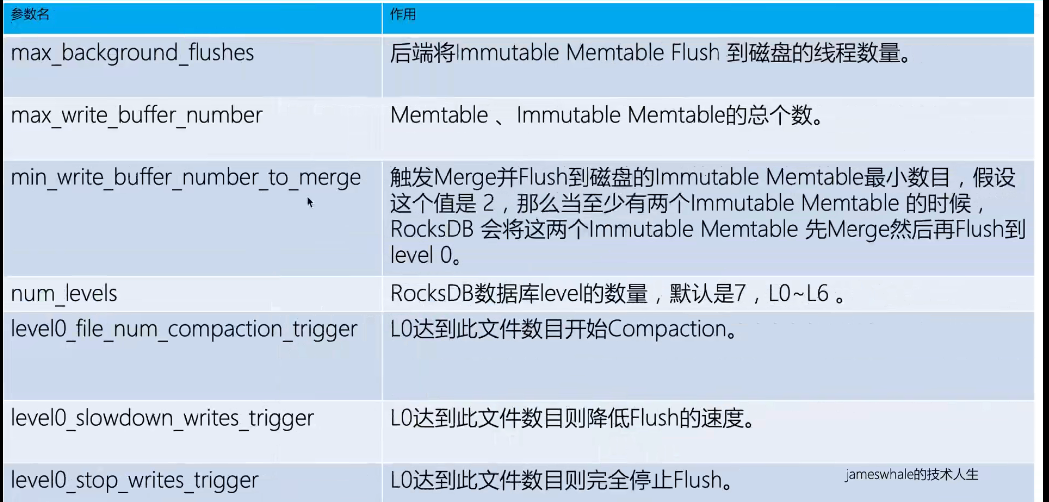 参数名 作用
max_background_flushes 后端将Immutable Memtable Flush 到磁盘的线程数量。
max_write_buffer_number Memtable 、Immutable Memtable的总个数。
min_write_buffer_number_to_merge 触发Merge并Flush到磁盘的Immutable Memtable最小数目，假设
这个值是 2，那么当至少有两个Immutable Memtable 的时候，
RocksDB 会将这两个Immutable Memtable 先Merge然后再Flush到
level 0。
num_levels RocksDB数据库level的数量，默认是7，L0~L6 。
level0_file_num_compaction_trigger L0达到此文件数目开始Compaction。
level0_slowdown_writes_trigger L0达到此文件数目则降低Flush的速度。
level0_stop_writes_trigger L0达到此文件数目则完全停止Flush。
jameswhale的技术人生